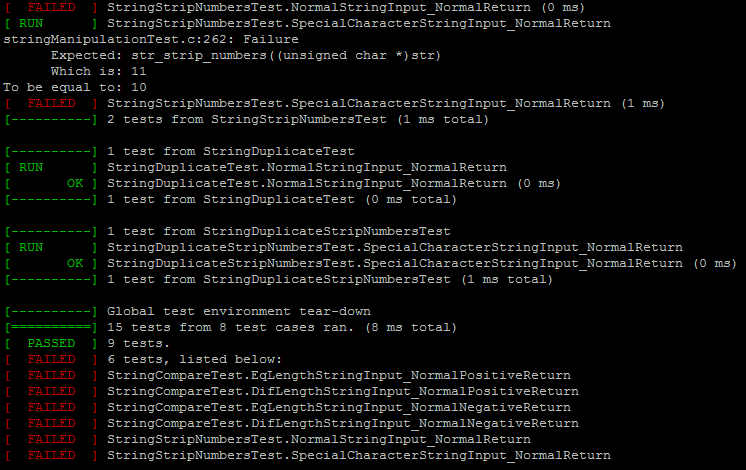 [  FAILED  ] StringStripNumbersTest.NormalStringInput_NormalReturn (0 ms)
[ RUN      ] StringStripNumbersTest.SpecialCharacterStringInput_NormalReturn
stringManipulationTest.c:262: Failure
      Expected: str_strip_numbers((unsigned char *)str)
      Which is: 11
To be equal to: 10
[  FAILED  ] StringStripNumbersTest.SpecialCharacterStringInput_NormalReturn (1 ms)
[----------] 2 tests from StringStripNumbersTest (1 ms total)

[----------] 1 test from StringDuplicateTest
[ RUN      ] StringDuplicateTest.NormalStringInput_NormalReturn
[       OK ] StringDuplicateTest.NormalStringInput_NormalReturn (0 ms)
[----------] 1 test from StringDuplicateTest (0 ms total)

[----------] 1 test from StringDuplicateStripNumbersTest
[ RUN      ] StringDuplicateStripNumbersTest.SpecialCharacterStringInput_NormalReturn
[       OK ] StringDuplicateStripNumbersTest.SpecialCharacterStringInput_NormalReturn (0 ms)
[----------] 1 test from StringDuplicateStripNumbersTest (1 ms total)

[----------] Global test environment tear-down
[==========] 15 tests from 8 test cases ran. (8 ms total)
[  PASSED  ] 9 tests.
[  FAILED  ] 6 tests, listed below:
[  FAILED  ] StringCompareTest.EqLengthStringInput_NormalPositiveReturn
[  FAILED  ] StringCompareTest.DifLengthStringInput_NormalPositiveReturn
[  FAILED  ] StringCompareTest.EqLengthStringInput_NormalNegativeReturn
[  FAILED  ] StringCompareTest.DifLengthStringInput_NormalNegativeReturn
[  FAILED  ] StringStripNumbersTest.NormalStringInput_NormalReturn
[  FAILED  ] StringStripNumbersTest.SpecialCharacterStringInput_NormalReturn